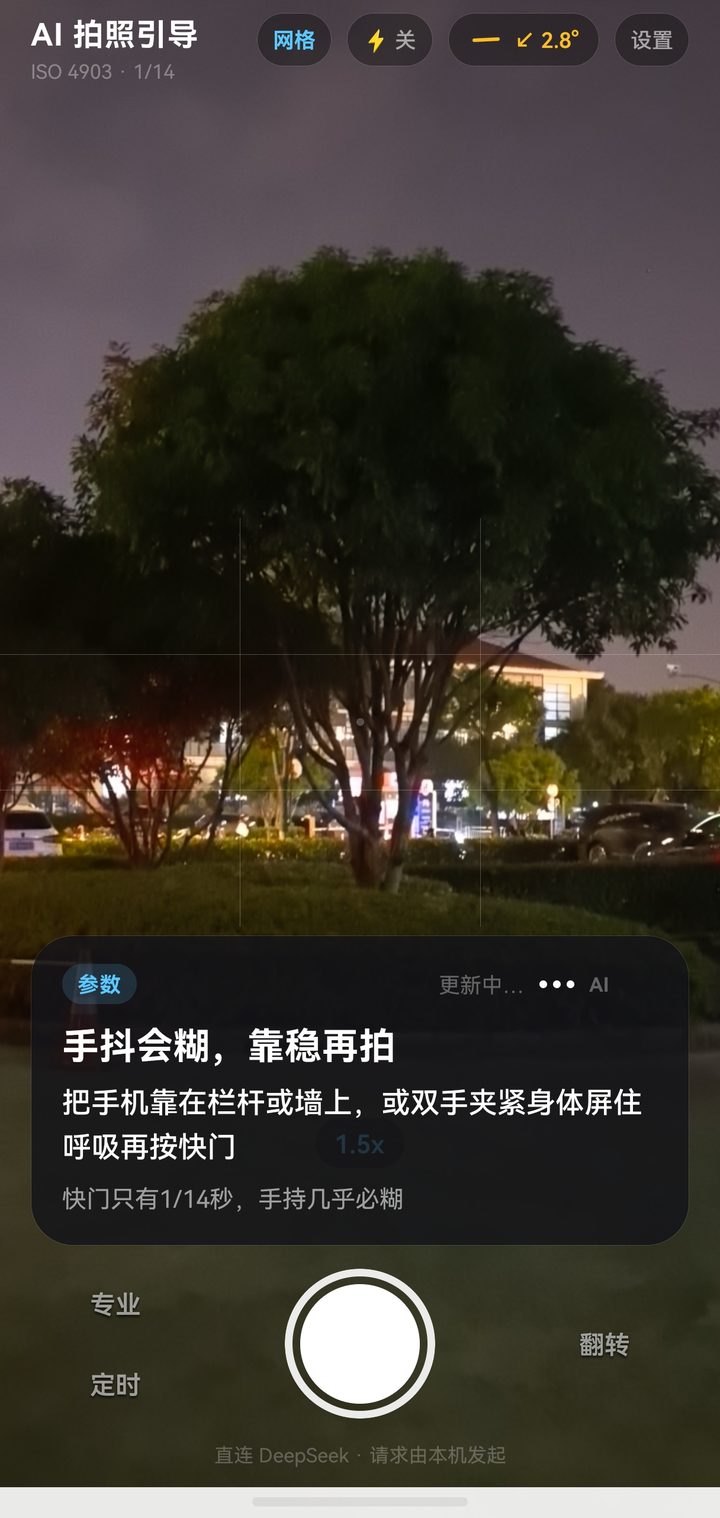 AI 拍照引导
网格
关
↙ 2.8°
设置
ISO 4903 · 1/14
参数
更新中… ••• AI
手抖会糊，靠稳再拍
把手机靠在栏杆或墙上，或双手夹紧身体屏住
呼吸再按快门
1.5x
快门只有1/14秒，手持几乎必糊
专业
翻转
定时
直连 DeepSeek · 请求由本机发起